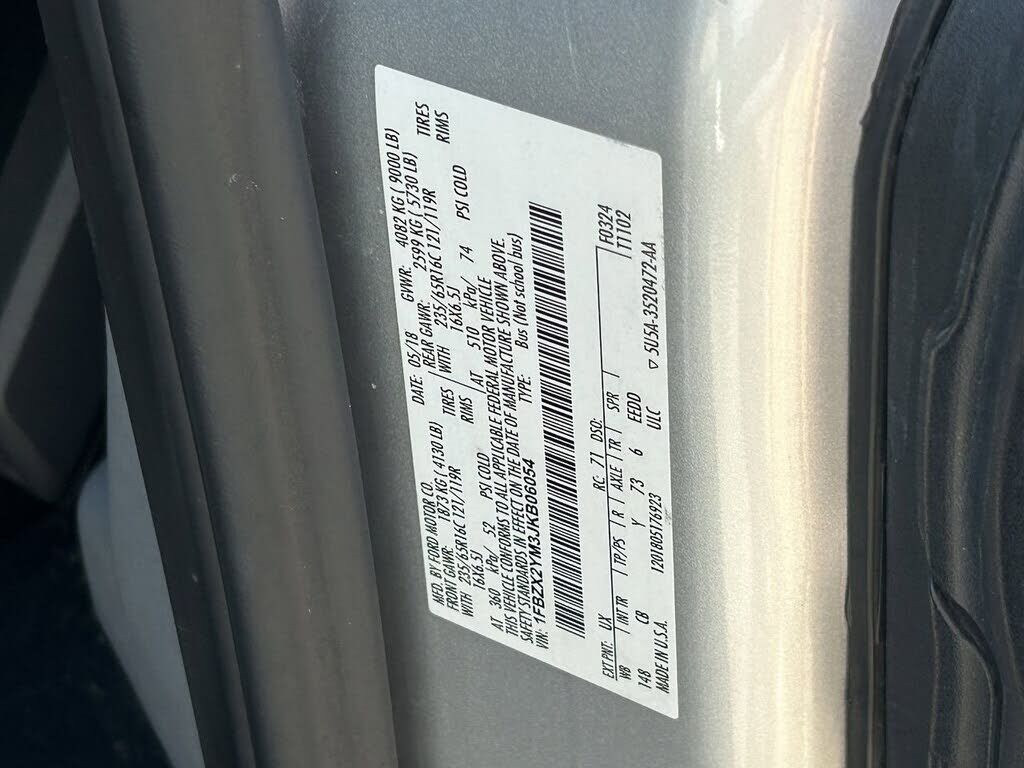 MFD. BY FORD MOTOR CO. DATE: 05/18 GVWR: 4082 KG ( 9000 LB)
FRONT GAWR: 1873 KG ( 4130 LB) REAR GAWR: 2599 KG ( 5730 LB)
WITH 235/65R16C 121/119R TIRES WITH 235/65R16C 121/119R TIRES
16X6.5J RIMS 16X6.5J RIMS
AT 360 kPa/ 52 PSI COLD AT 510 kPa/ 74 PSI COLD
THIS VEHICLE CONFORMS TO ALL APPLICABLE FEDERAL MOTOR VEHICLE
SAFETY STANDARDS IN EFFECT ON THE DATE OF MANUFACTURE SHOWN ABOVE.
VIN: 1FBZX2YM3JKB06054 TYPE: Bus (Not school bus)
EXT PNT: UX RC: 71 DSO: F0324
WB INT TR TP/PS R AXLE TR SPR TT102
148 CB Y 73 6 EEDD
MADE IN U.S.A. 1201805176923 ULC 5U5A-3520472-AA